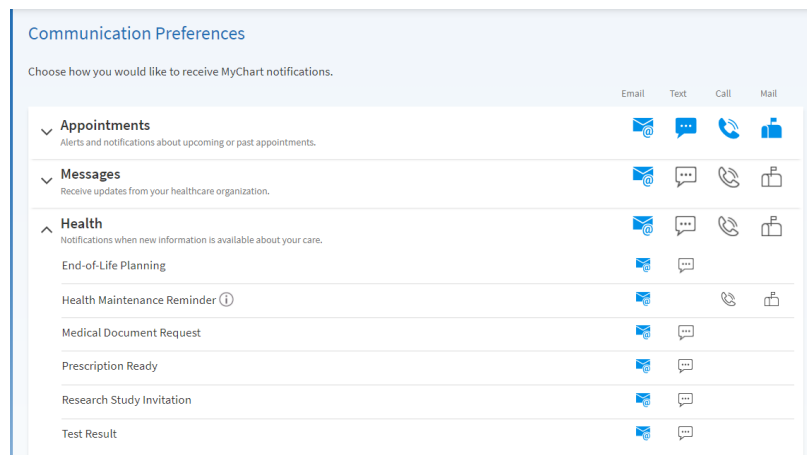 Communication Preferences
Choose how you would like to receive MyChart notifications.
Email Text Call Mail
Appointments
Alerts and notifications about upcoming or past appointments.
Messages
Receive updates from your healthcare organization.
Health
Notifications when new information is available about your care.
End-of-Life Planning
Health Maintenance Reminder
Medical Document Request
Prescription Ready
Research Study Invitation
Test Result